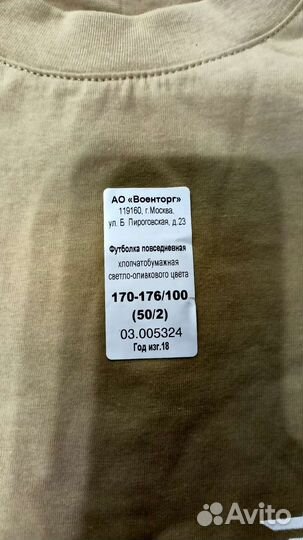 АО «Военторг»
119160, г.Москва,
ул. Б. Пироговская, д.23
Футболка повседневная
хлопчатобумажная
светло-оливкового цвета
170-176/100
(50/2)
03.005324
Год изг.18
Avito